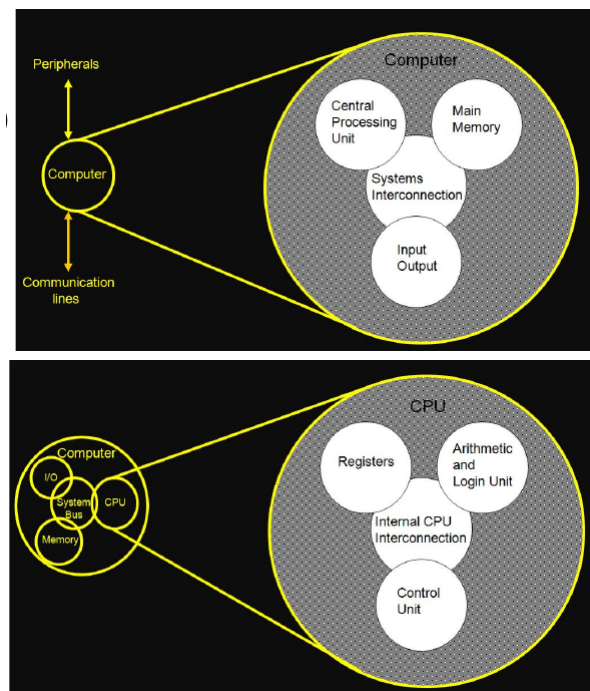 Computer
Peripherals
Central
Processing
Unit
Main
Memory
Computer
Systems
Interconnection
Input
Output
Communication
lines
CPU
Computer
I/O
System
Bus
CPU
Memory
Registers
Arithmetic
and
Login Unit
Internal CPU
Interconnection
Control
Unit